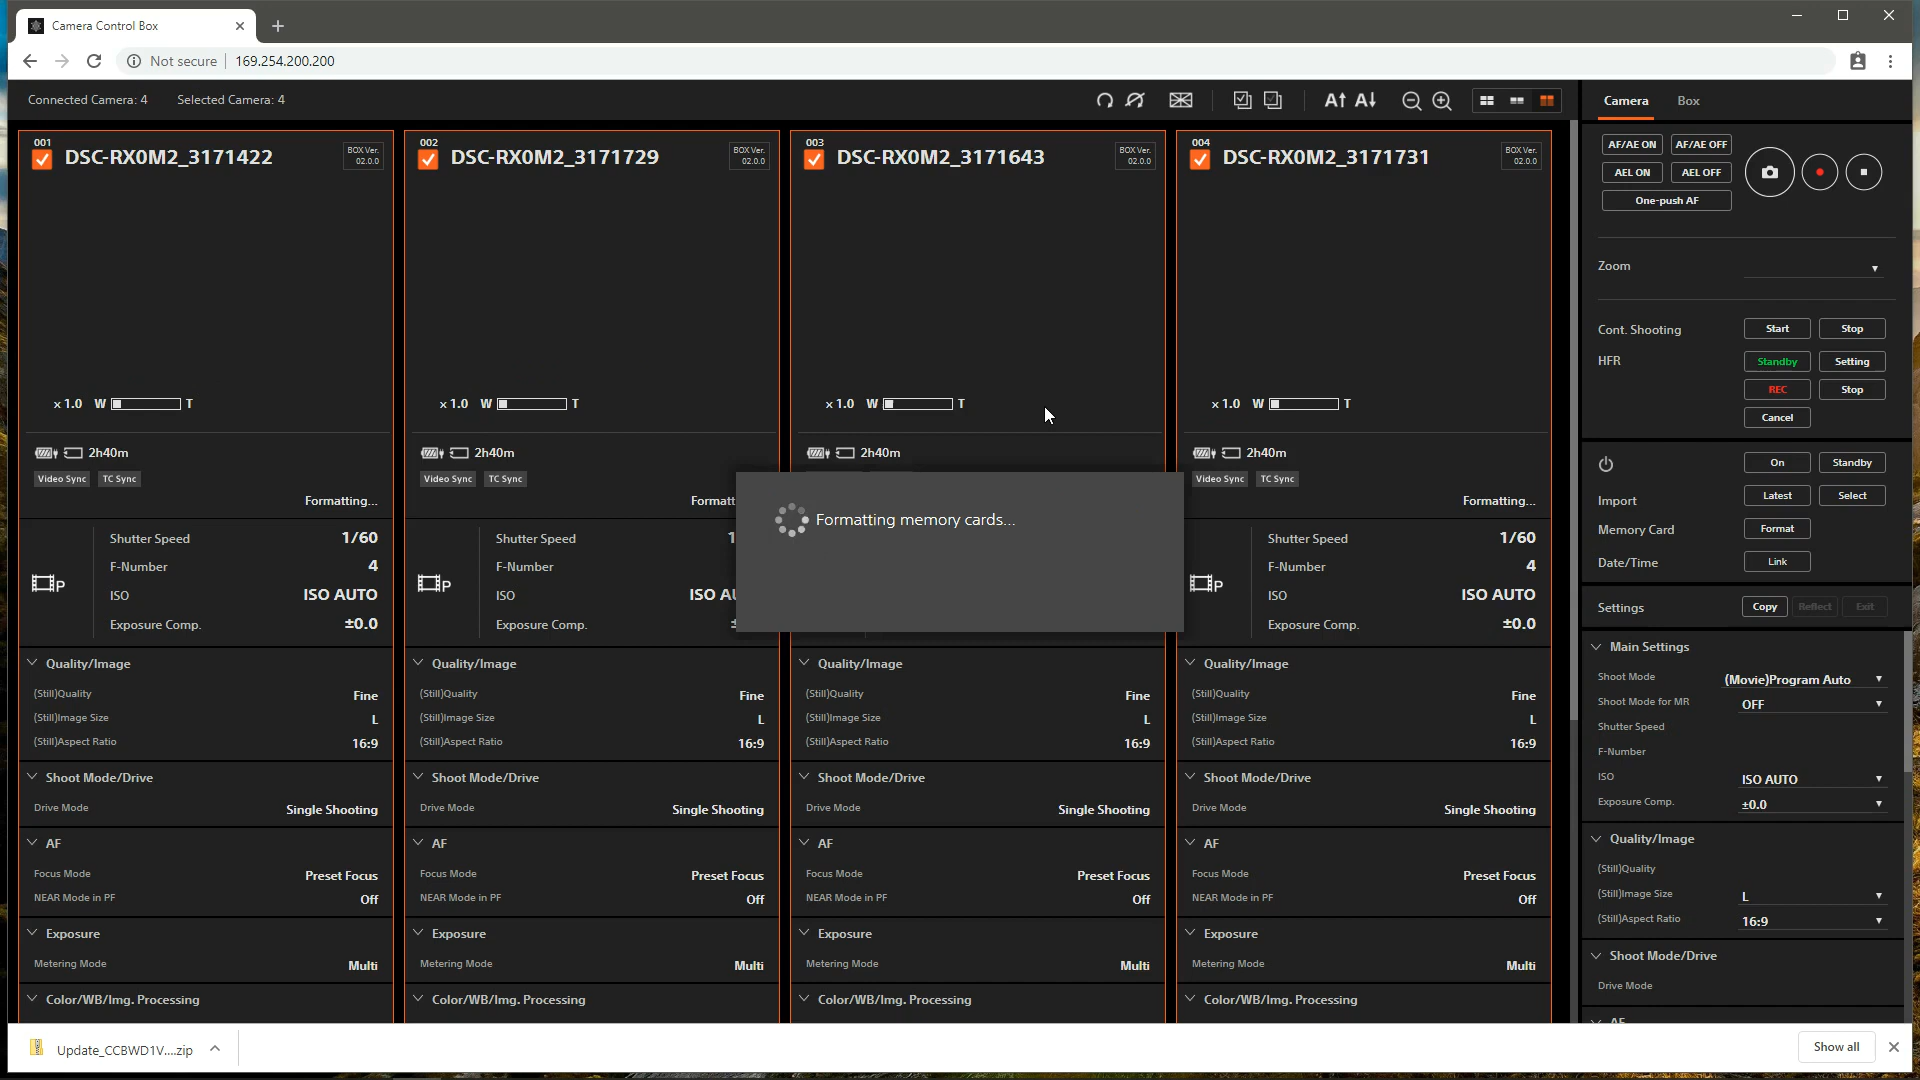 Camera Control Box
Not secure 169.254.200.200
Connected Camera: 4 Selected Camera: 4
Camera Box
001 DSC-RX0M2_3171422 BOX Ver. 02.0.0
002 DSC-RX0M2_3171729 BOX Ver. 02.0.0
003 DSC-RX0M2_3171643 BOX Ver. 02.0.0
004 DSC-RX0M2_3171731 BOX Ver. 02.0.0
x 1.0 W T
x 1.0 W T
x 1.0 W T
x 1.0 W T
2h40m
2h40m
2h40m
2h40m
Video Sync TC Sync
Video Sync TC Sync
Video Sync TC Sync
Formatting...
Formatt
Formatting...
Formatting memory cards...
Shutter Speed 1/60
F-Number 4
ISO ISO AUTO
Exposure Comp. ±0.0
P
Shutter Speed 1
F-Number
ISO ISO AU
Exposure Comp.
P
Shutter Speed 1/60
F-Number 4
ISO ISO AUTO
Exposure Comp. ±0.0
P
Quality/Image
(Still)Quality Fine
(Still)Image Size L
(Still)Aspect Ratio 16:9
Shoot Mode/Drive
Drive Mode Single Shooting
AF
Focus Mode Preset Focus
NEAR Mode in PF Off
Exposure
Metering Mode Multi
Color/WB/Img. Processing
Quality/Image
(Still)Quality Fine
(Still)Image Size L
(Still)Aspect Ratio 16:9
Shoot Mode/Drive
Drive Mode Single Shooting
AF
Focus Mode Preset Focus
NEAR Mode in PF Off
Exposure
Metering Mode Multi
Color/WB/Img. Processing
Quality/Image
(Still)Quality Fine
(Still)Image Size L
(Still)Aspect Ratio 16:9
Shoot Mode/Drive
Drive Mode Single Shooting
AF
Focus Mode Preset Focus
NEAR Mode in PF Off
Exposure
Metering Mode Multi
Color/WB/Img. Processing
Quality/Image
(Still)Quality Fine
(Still)Image Size L
(Still)Aspect Ratio 16:9
Shoot Mode/Drive
Drive Mode Single Shooting
AF
Focus Mode Preset Focus
NEAR Mode in PF Off
Exposure
Metering Mode Multi
Color/WB/Img. Processing
AF/AE ON AF/AE OFF
AEL ON AEL OFF
One-push AF
Zoom
Cont. Shooting Start Stop
HFR Standby Setting
REC Stop
Cancel
On Standby
Import Latest Select
Memory Card Format
Date/Time Link
Settings Copy Reflect Exit
Main Settings
Shoot Mode (Movie)Program Auto
Shoot Mode for MR OFF
Shutter Speed
F-Number
ISO ISO AUTO
Exposure Comp. ±0.0
Quality/Image
(Still)Quality
(Still)Image Size L
(Still)Aspect Ratio 16:9
Shoot Mode/Drive
Drive Mode
AF
Update_CCBWD1V....zip
Show all